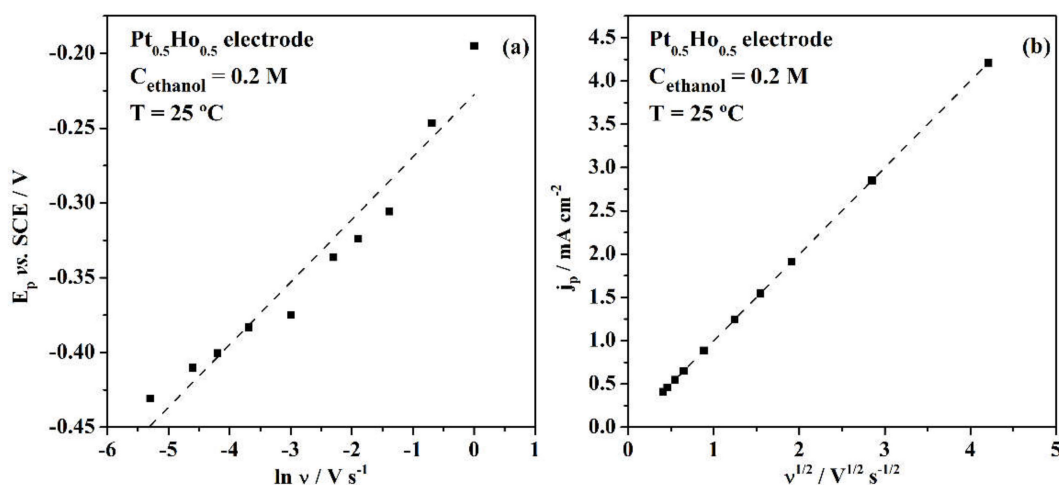 Pt0.5Ho0.5 electrode
(a)
Cethanol = 0.2 M
T = 25 ºC
-0.20
-0.25
-0.30
-0.35
-0.40
-0.45
Ep vs. SCE / V
-6 -5 -4 -3 -2 -1 0 1
ln ν / V s-1
Pt0.5Ho0.5 electrode
(b)
Cethanol = 0.2 M
T = 25 ºC
4.5
4.0
3.5
3.0
2.5
2.0
1.5
1.0
0.5
0.0
jp / mA cm-2
0 1 2 3 4 5
ν1/2 / V1/2 s-1/2